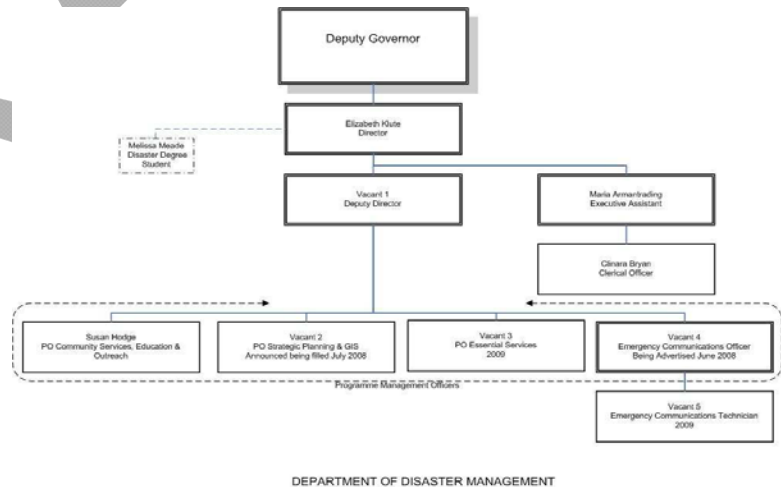 Deputy Governor
Elizabeth Klute
Director
Melissa Meade
Disaster Degree
Student
Vacant 1
Deputy Director
Maria Armantrading
Executive Assistant
Clinara Bryan
Clerical Officer
Susan Hodge
PO Community Services, Education &
Outreach
Vacant 2
PO Strategic Planning & GIS
Announced being filled July 2008
Vacant 3
PO Essential Services
2009
Vacant 4
Emergency Communications Officer
Being Advertised June 2008
Programme Management Officers
Vacant 5
Emergency Communications Technician
2009
DEPARTMENT OF DISASTER MANAGEMENT